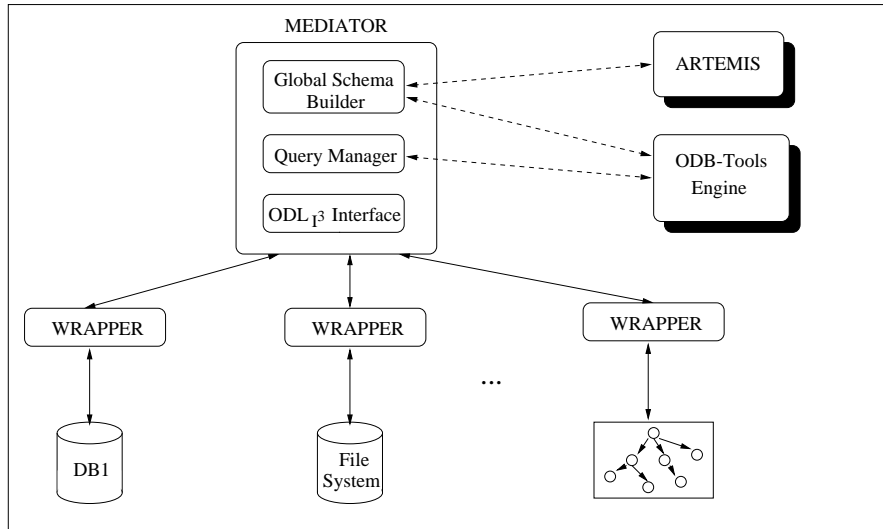 MEDIATOR
Global Schema
Builder
ARTEMIS
Query Manager
ODB-Tools
Engine
ODL I³ Interface
WRAPPER
WRAPPER
WRAPPER
...
DB1
File
System